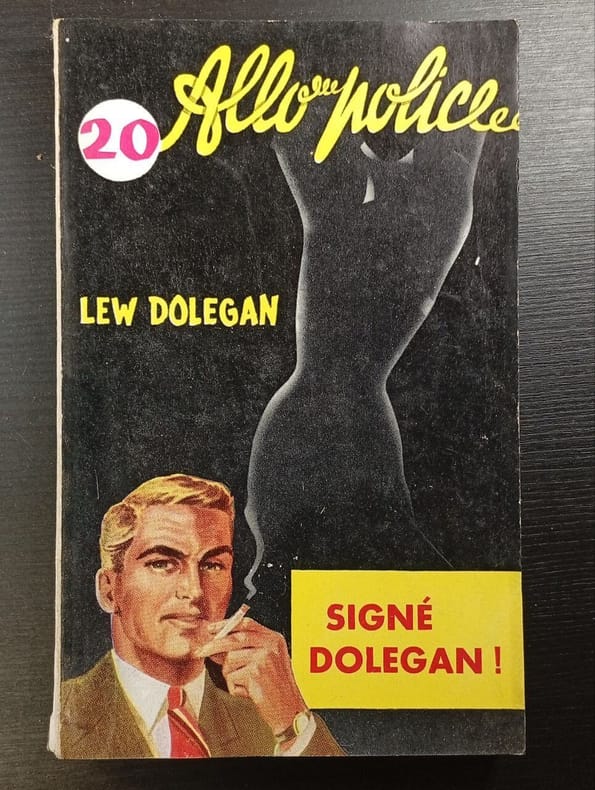 Allo... police...
20
LEW DOLEGAN
SIGNÉ
DOLEGAN !